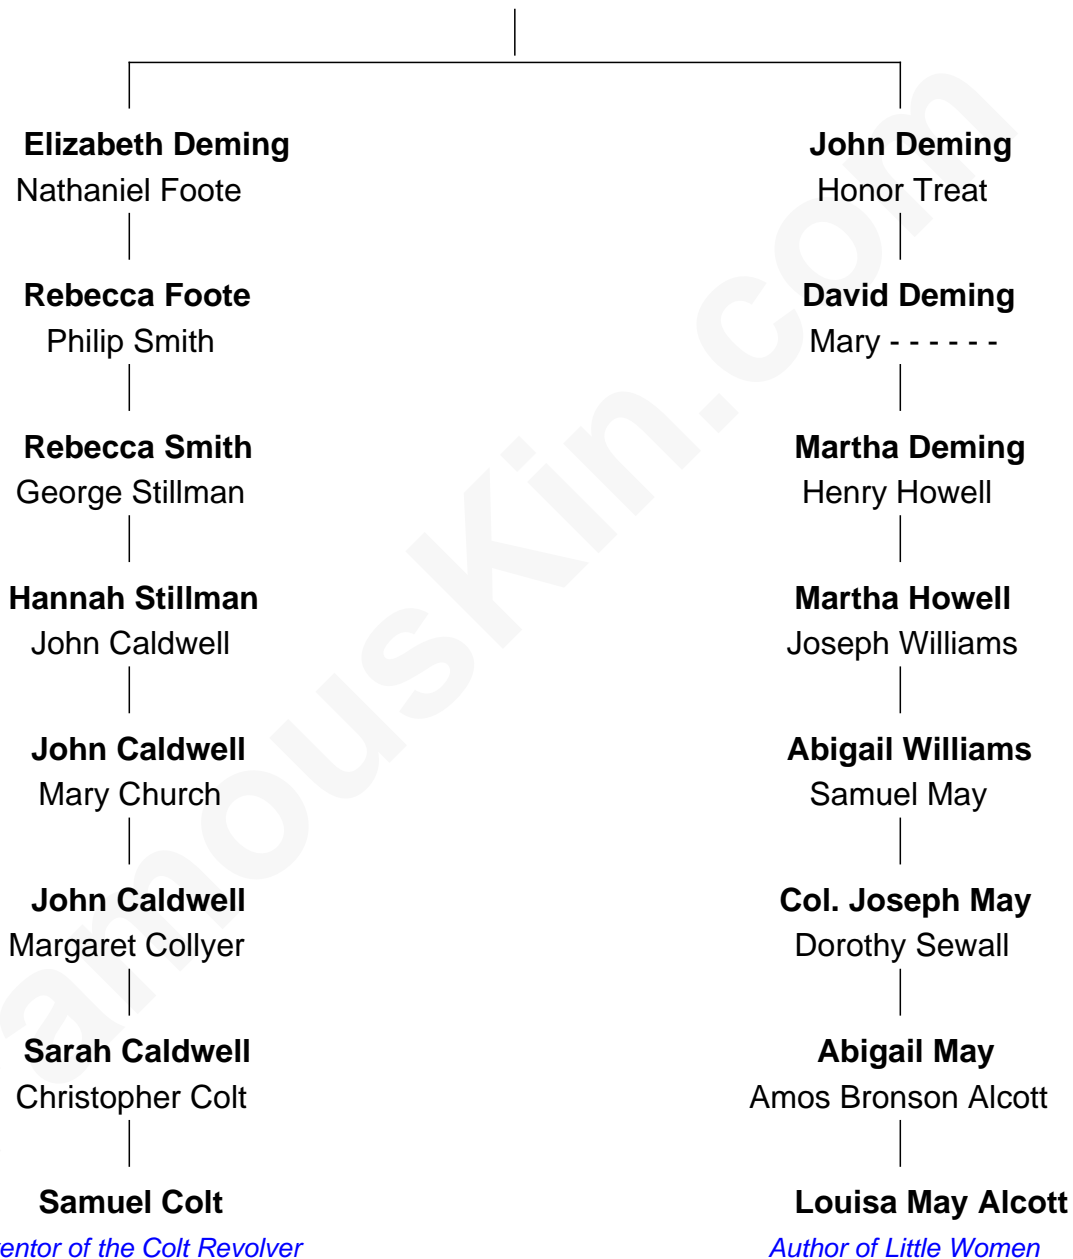 Elizabeth Deming
Nathaniel Foote
Rebecca Foote
Philip Smith
Rebecca Smith
George Stillman
Hannah Stillman
John Caldwell
John Caldwell
Mary Church
John Caldwell
Margaret Collyer
Sarah Caldwell
Christopher Colt
Samuel Colt
entor of the Colt Revolver
John Deming
Honor Treat
David Deming
Mary - - - - - -
Martha Deming
Henry Howell
Martha Howell
Joseph Williams
Abigail Williams
Samuel May
Col. Joseph May
Dorothy Sewall
Abigail May
Amos Bronson Alcott
Louisa May Alcott
Author of Little Women
amouskin.com